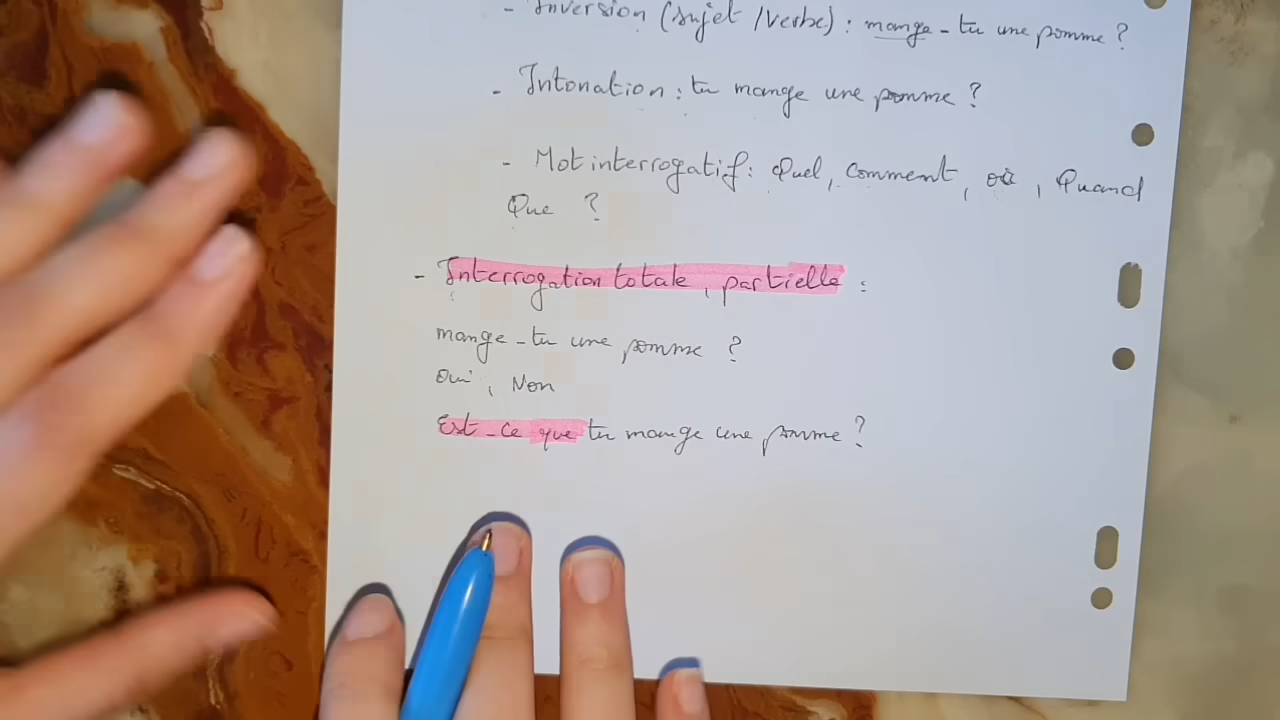 - Inversion (sujet / verbe) : mange - tu une pomme ?
- Intonation : tu mange une pomme ?
- Mot interrogatif : Quel, comment, où, Quand
Que ?
- Interrogation totale, partielle :
mange - tu une pomme ?
Oui, Non
Est - ce que tu mange une pomme ?